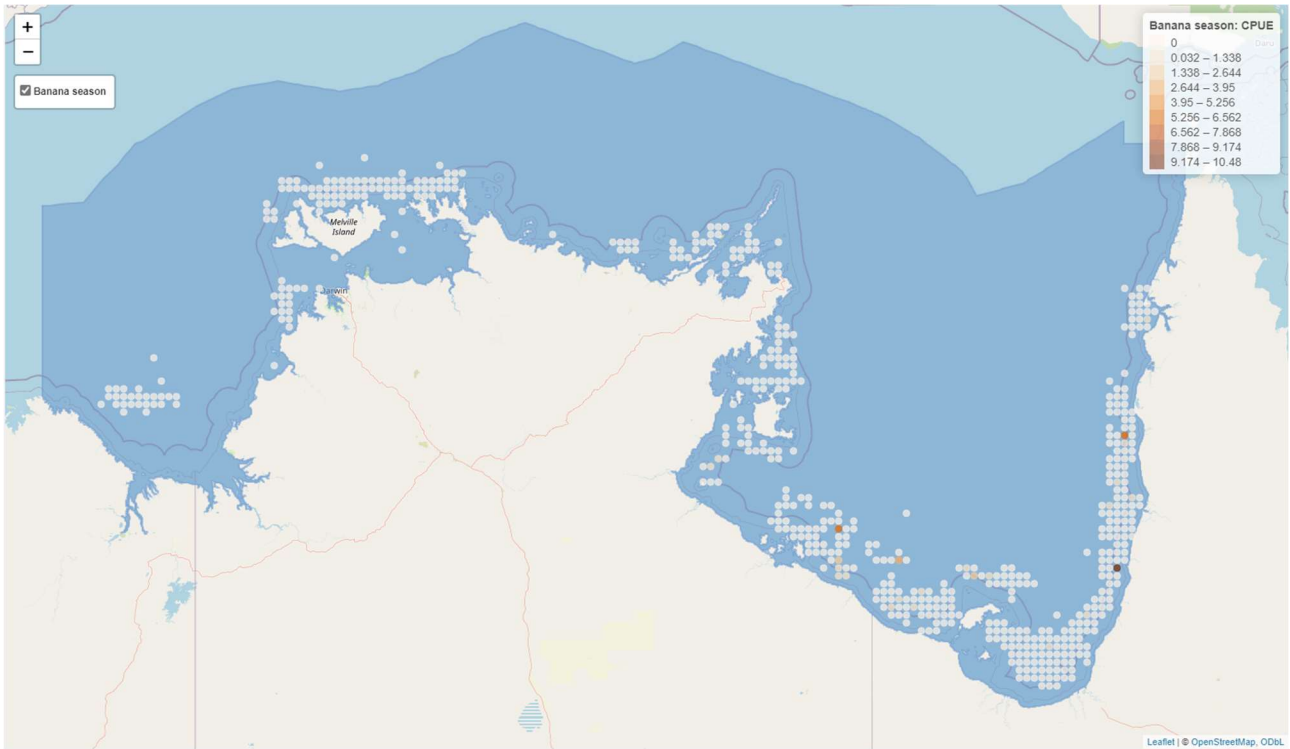 +
−
Banana season
Banana season: CPUE
0
0.032 – 1.338
1.338 – 2.644
2.644 – 3.95
3.95 – 5.256
5.256 – 6.562
6.562 – 7.868
7.868 – 9.174
9.174 – 10.48
Daru
Melville
Island
Darwin
Leaflet | © OpenStreetMap, ODbL